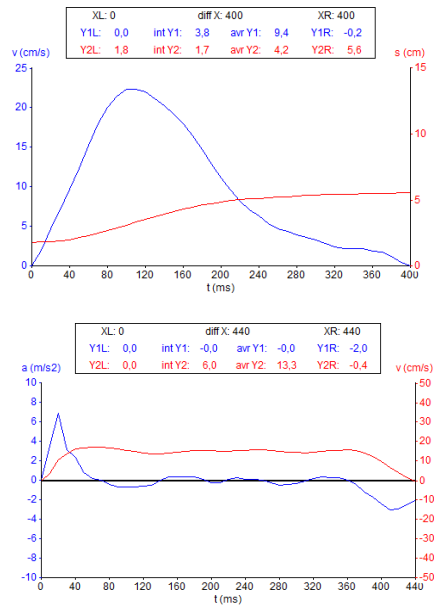 XL: 0 diff X: 400 XR: 400
Y1L: 0,0 int Y1: 3,8 avr Y1: 9,4 Y1R: -0,2
Y2L: 1,8 int Y2: 1,7 avr Y2: 4,2 Y2R: 5,6
v (cm/s) s (cm)
25 15
20
10
15
10
5
5
0 0
0 40 80 120 160 200 240 280 320 360 400
t (ms)
XL: 0 diff X: 440 XR: 440
Y1L: 0,0 int Y1: -0,0 avr Y1: -0,0 Y1R: -2,0
Y2L: 0,0 int Y2: 6,0 avr Y2: 13,3 Y2R: -0,4
a (m/s2) v (cm/s)
10 50
8 40
6 30
4 20
2 10
0 0
-2 -10
-4 -20
-6 -30
-8 -40
-10 -50
0 40 80 120 160 200 240 280 320 360 400 440
t (ms)